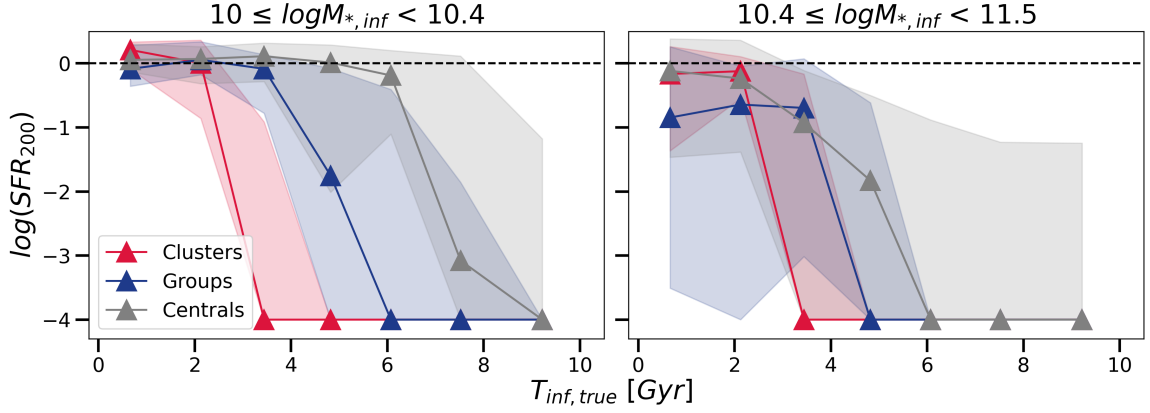 10 ≤ logM*,inf < 10.4
10.4 ≤ logM*,inf < 11.5
log(SFR200)
0
−1
−2
−3
−4
Clusters
Groups
Centrals
0 2 4 6 8 10
0 2 4 6 8 10
Tinf,true [Gyr]